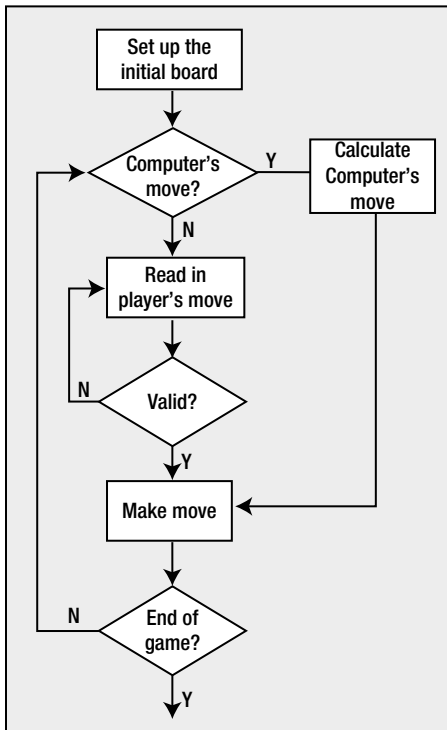 Set up the
initial board
Computer's
move?
Y
Calculate
Computer's
move
N
Read in
player's move
N
Valid?
Y
Make move
N
End of
game?
Y